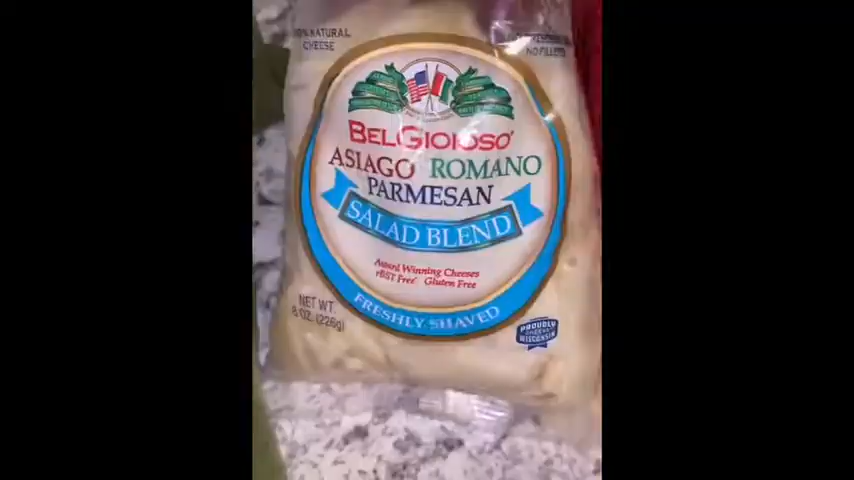 NATURAL
CHEESE
NO FILLERS
BELGIOIOSO
ASIAGO ROMANO
PARMESAN
SALAD BLEND
Award Winning Cheeses
rBST Free* Gluten Free
FRESHLY SHAVED
NET WT.
8 OZ. (226g)
PROUDLY
WISCONSIN